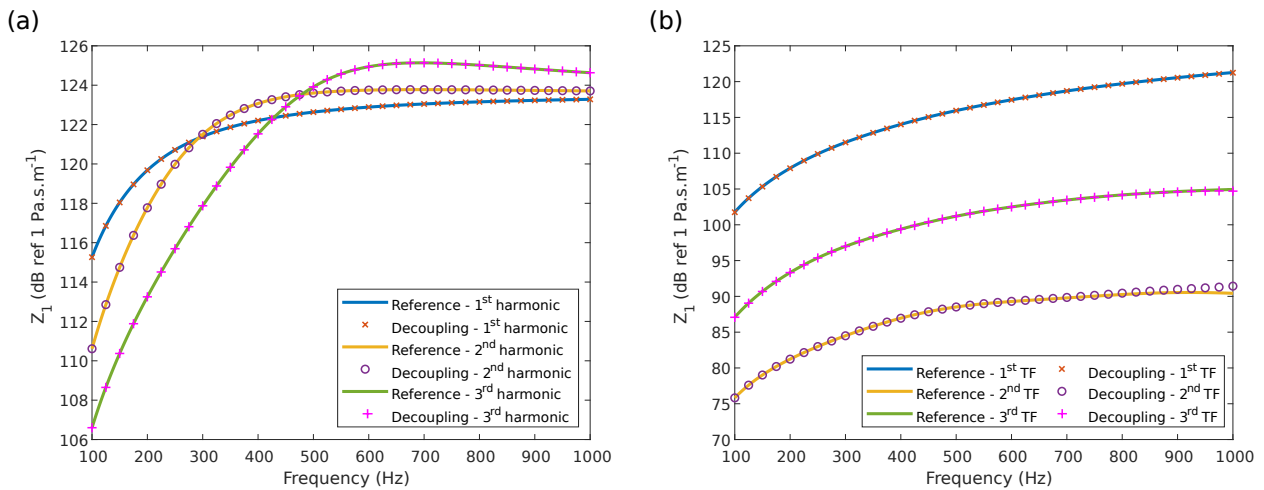 (a)
126
124
122
120
118
116
114
112
110
108
106
Z₁ (dB ref 1 Pa.s.m⁻¹)
100 200 300 400 500 600 700 800 900 1000
Frequency (Hz)
Reference - 1ˢᵗ harmonic
Decoupling - 1ˢᵗ harmonic
Reference - 2ⁿᵈ harmonic
Decoupling - 2ⁿᵈ harmonic
Reference - 3ʳᵈ harmonic
Decoupling - 3ʳᵈ harmonic
(b)
125
120
115
110
105
100
95
90
85
80
75
70
Z₁ (dB ref 1 Pa.s.m⁻¹)
100 200 300 400 500 600 700 800 900 1000
Frequency (Hz)
Reference - 1ˢᵗ TF Decoupling - 1ˢᵗ TF
Reference - 2ⁿᵈ TF Decoupling - 2ⁿᵈ TF
Reference - 3ʳᵈ TF Decoupling - 3ʳᵈ TF